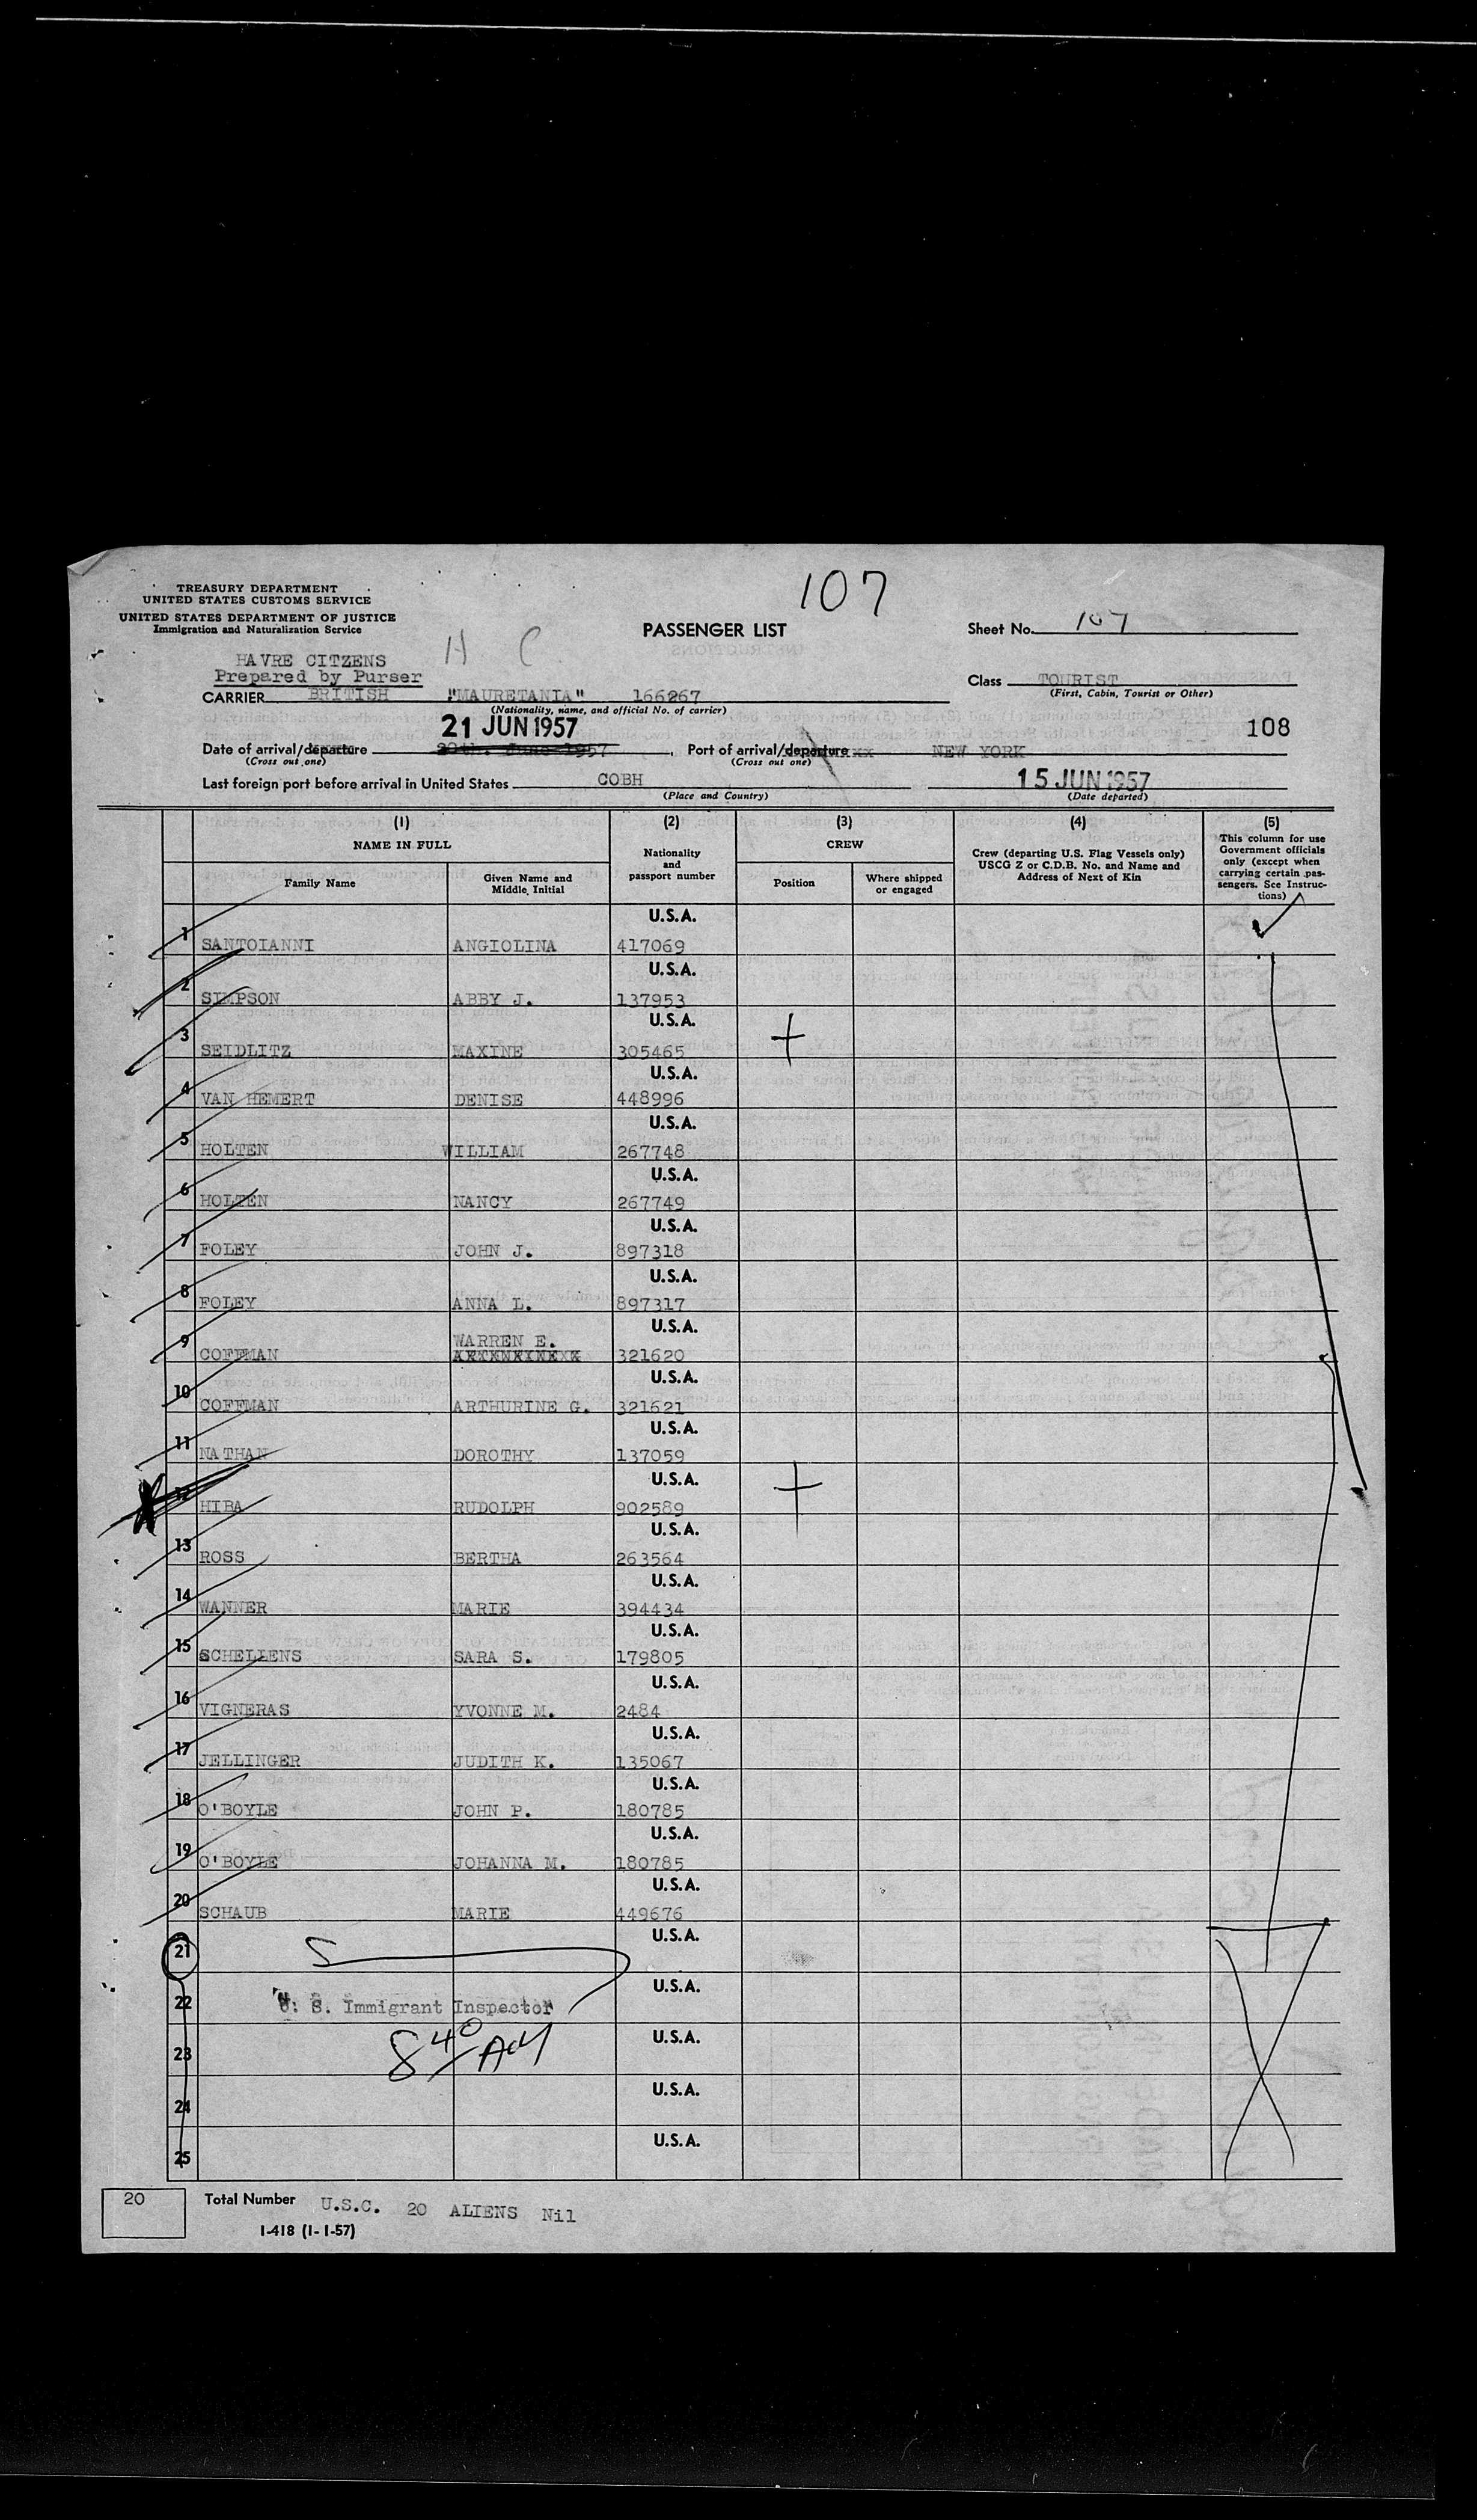 107
TREASURY DEPARTMENT
UNITED STATES CUSTOMS SERVICE
UNITED STATES DEPARTMENT OF JUSTICE
Immigration and Naturalization Service
PASSENGER LIST
Sheet No. 107
H C
HAVRE CITZENS
Prepared by Purser
CARRIER BRITISH "MAURETANIA" 166267
(Nationality, name, and official No. of carrier)
Class TOURIST
(First, Cabin, Tourist or Other)
21 JUN 1957
108
Date of arrival/departure 20th. June 1957, Port of arrival/departure xx NEW YORK
(Cross out one) (Cross out one)
Last foreign port before arrival in United States COBH 15 JUN 1957
(Place and Country) (Date departed)
(1) (2) (3) (4) (5)
NAME IN FULL
Family Name
Given Name and Middle Initial
Nationality and passport number
CREW
Position
Where shipped or engaged
Crew (departing U.S. Flag Vessels only) USCG Z or C.D.B. No. and Name and Address of Next of Kin
This column for use Government officials only (except when carrying certain pas- sengers. See Instruc- tions)
U.S.A.
1 SANTOIANNI ANGIOLINA 417069
U.S.A.
2 SIMPSON ABBY J. 137953
U.S.A.
3 SEIDLITZ MAXINE 305465
U.S.A.
4 VAN HEMERT DENISE 448996
U.S.A.
5 HOLTEN WILLIAM 267748
U.S.A.
6 HOLTEN NANCY 267749
U.S.A.
7 FOLEY JOHN J. 897318
U.S.A.
8 FOLEY ANNA L. 897317
U.S.A.
WARREN E.
9 COFFMAN 321620
U.S.A.
10 COFFMAN ARTHURINE G. 321621
U.S.A.
11 NATHAN DOROTHY 137059
U.S.A.
12 HIBA RUDOLPH 902589
U.S.A.
13 ROSS BERTHA 263564
U.S.A.
14 WANNER MARIE 394434
U.S.A.
15 SCHELLENS SARA S. 179805
U.S.A.
16 VIGNERAS YVONNE M. 2484
U.S.A.
17 JELLINGER JUDITH K. 135067
U.S.A.
18 O'BOYLE JOHN P. 180785
U.S.A.
19 O'BOYLE JOHANNA M. 180785
U.S.A.
20 SCHAUB MARIE 449676
U.S.A.
21
U.S.A.
22 U. S. Immigrant Inspector
U.S.A.
23 8 40 AM
U.S.A.
24
U.S.A.
25
20 Total Number U.S.C. 20 ALIENS Nil
I-418 (1-1-57)